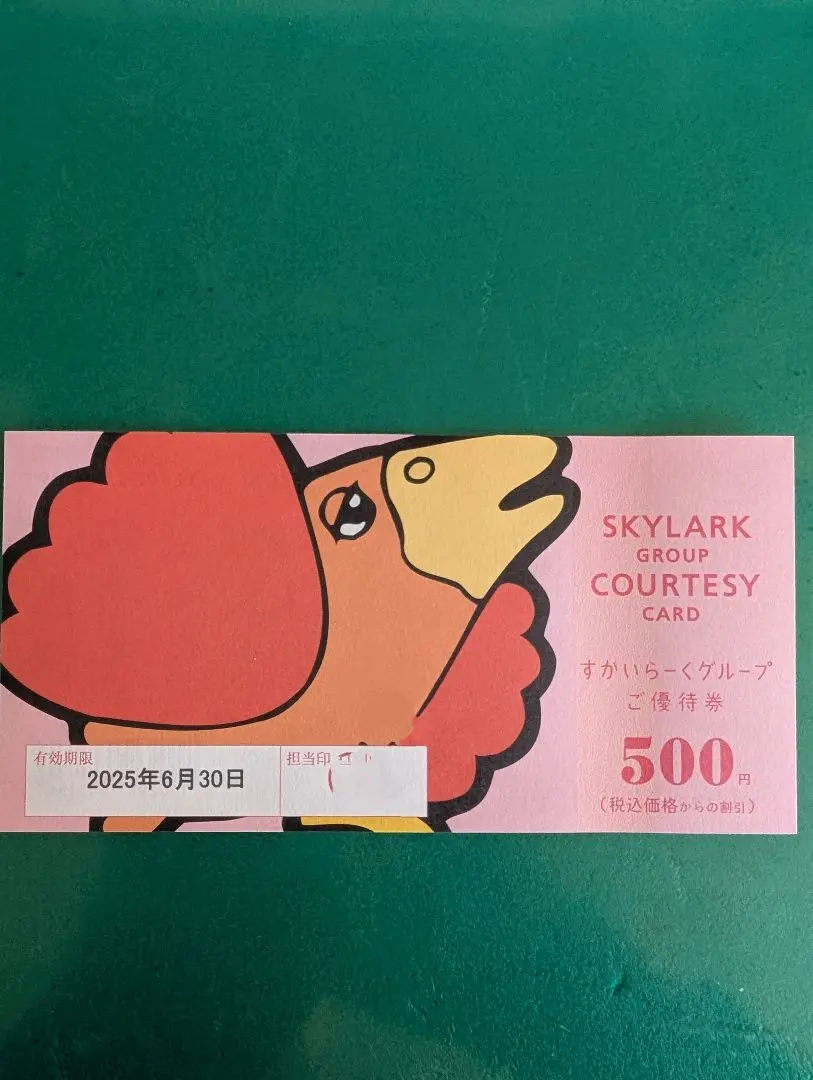 SKYLARK
GROUP
COURTESY
CARD
すかいらーくグループ
ご優待券
500円
(税込価格からの割引)
有効期限
2025年6月30日
担当印